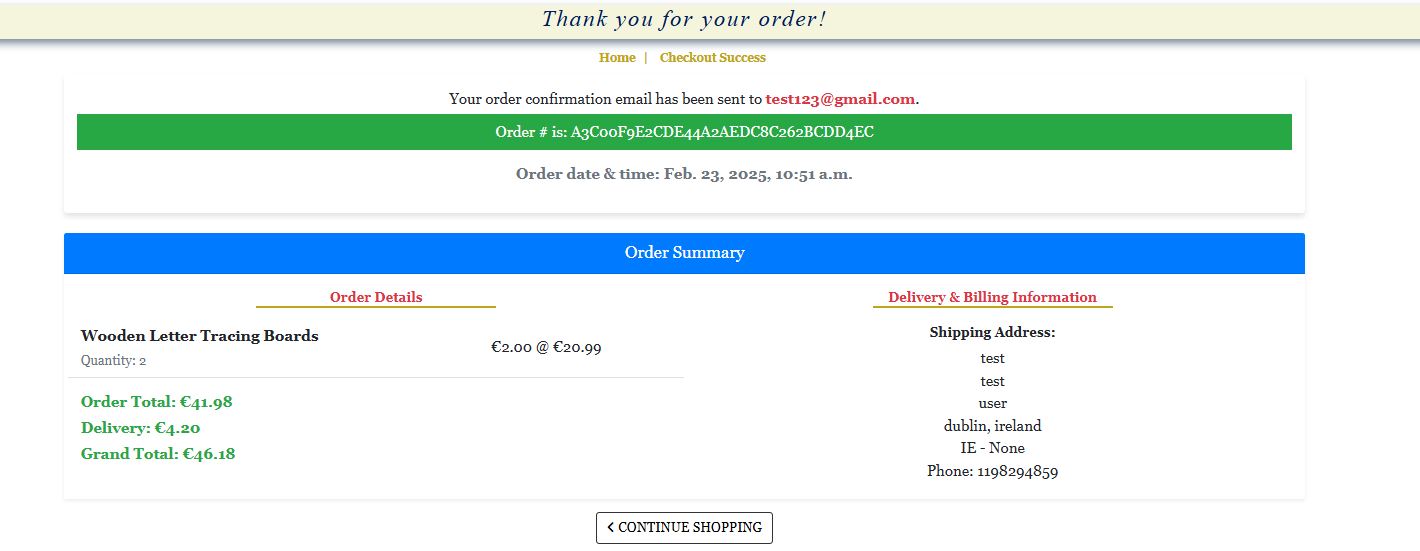 Thank you for your order!
Home | Checkout Success
Your order confirmation email has been sent to test123@gmail.com.
Order # is: A3C00F9E2CDE44A2AEDC8C262BCDD4EC
Order date & time: Feb. 23, 2025, 10:51 a.m.
Order Summary
Order Details
Wooden Letter Tracing Boards
Quantity: 2
€2.00 @ €20.99
Order Total: €41.98
Delivery: €4.20
Grand Total: €46.18
Delivery & Billing Information
Shipping Address:
test
test
user
dublin, ireland
IE - None
Phone: 1198294859
CONTINUE SHOPPING